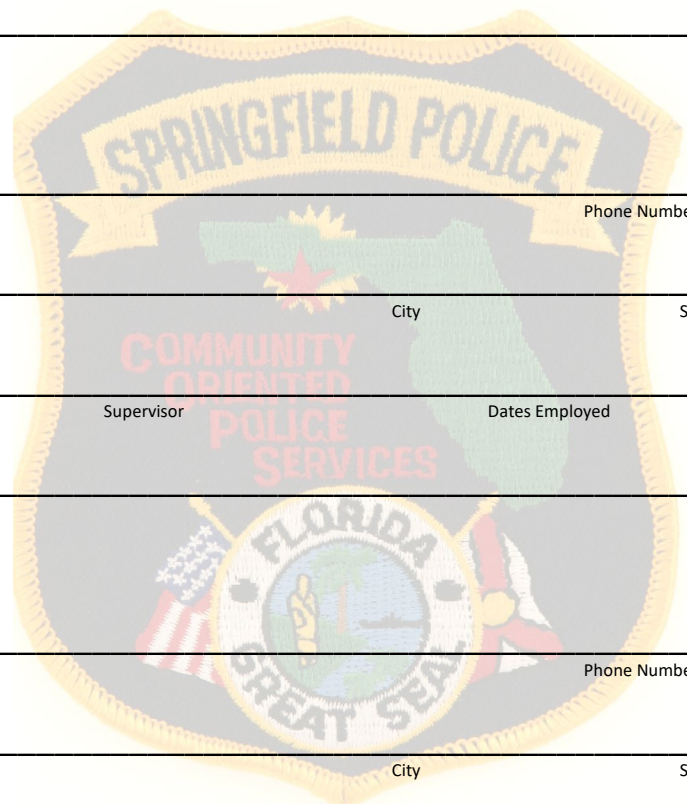 SPRINGFIELD POLICE
Phone Numbe
City S
COMMUNITY
ORIENTED
Supervisor Dates Employed
POLICE
SERVICES
FLORIDA
GREAT SEAL
Phone Numbe
City S